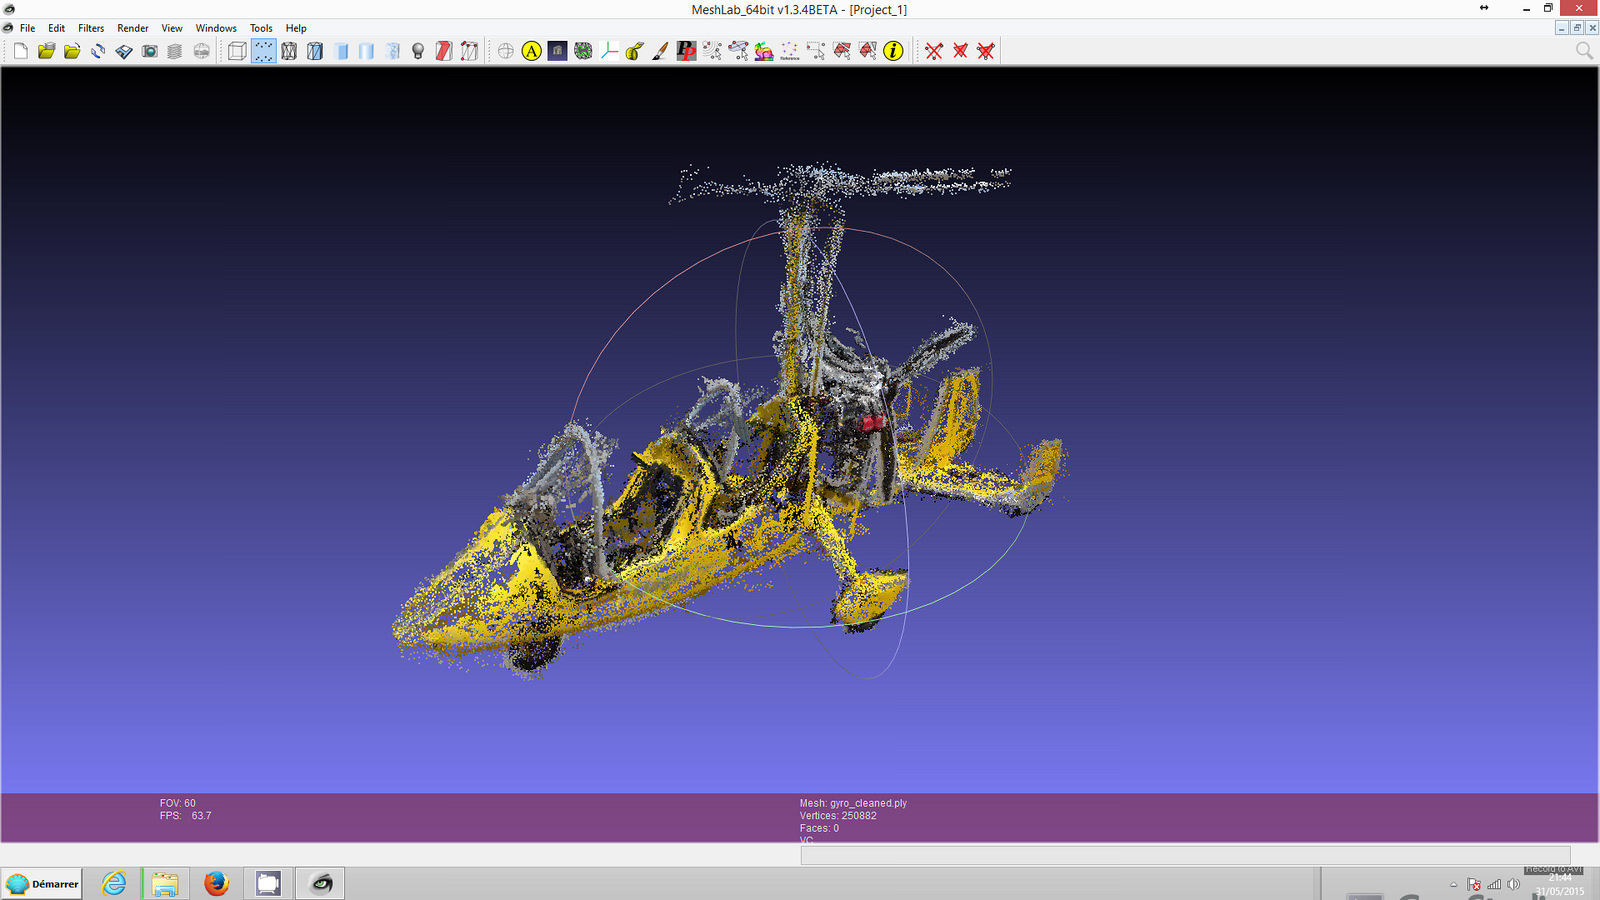 MeshLab_64bit v1.3.4BETA - [Project_1]
File Edit Filters Render View Windows Tools Help
A
Reference
i
FOV: 60
FPS: 63.7
Mesh: gyro_cleaned.ply
Vertices: 250882
Faces: 0
VC
Démarrer
Record to AVI
21:44
31/05/2015